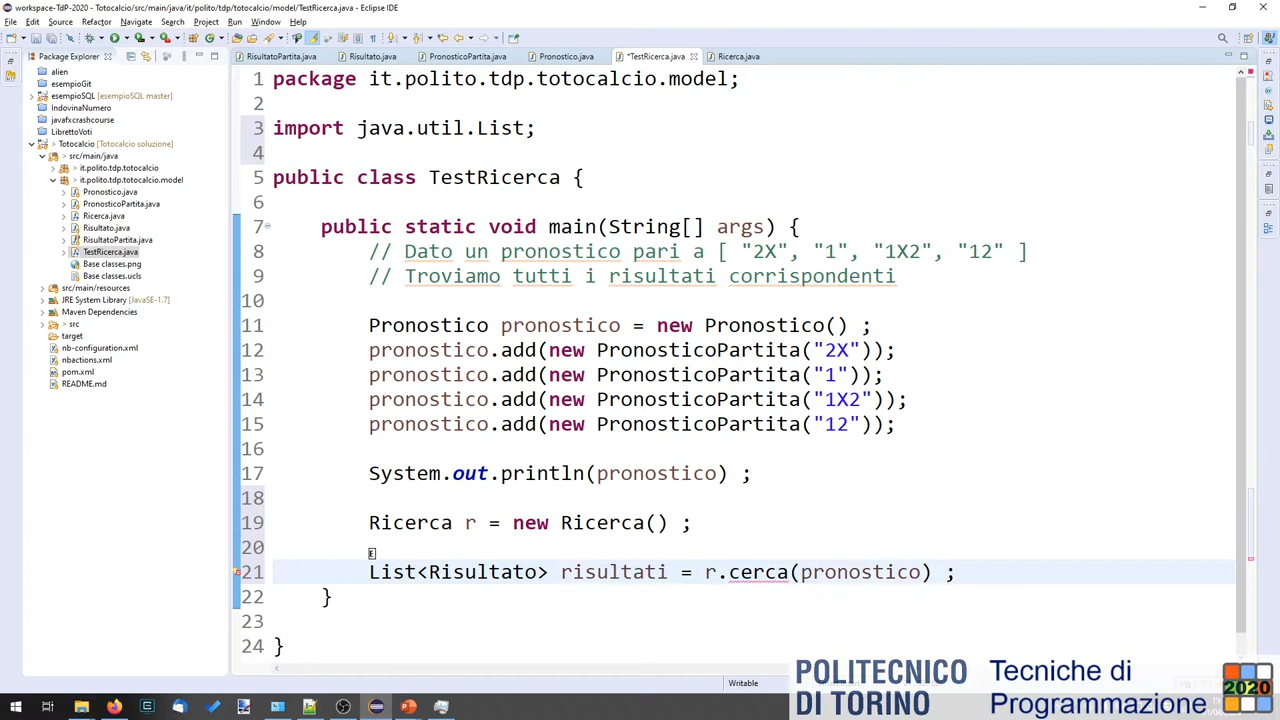 workspace-TdP-2020 - Totocalcio/src/main/java/it/polito/tdp/totocalcio/model/TestRicerca.java - Eclipse IDE
File Edit Source Refactor Navigate Search Project Run Window Help
Package Explorer
RisultatoPartita.java Risultato.java PronosticoPartita.java Pronostico.java *TestRicerca.java Ricerca.java
alien
esempioGit
esempioSQL [esempioSQL master]
IndovinaNumero
javafxcrashcourse
LibrettoVoti
Totocalcio [Totocalcio soluzione]
src/main/java
it.polito.tdp.totocalcio
it.polito.tdp.totocalcio.model
Pronostico.java
PronosticoPartita.java
Ricerca.java
Risultato.java
RisultatoPartita.java
TestRicerca.java
Base classes.png
Base classes.ucls
src/main/resources
JRE System Library [JavaSE-1.7]
Maven Dependencies
src
target
nb-configuration.xml
nbactions.xml
pom.xml
README.md
1 package it.polito.tdp.totocalcio.model;
2
3 import java.util.List;
4
5 public class TestRicerca {
6
7 public static void main(String[] args) {
8 // Dato un pronostico pari a [ "2X", "1", "1X2", "12" ]
9 // Troviamo tutti i risultati corrispondenti
10
11 Pronostico pronostico = new Pronostico() ;
12 pronostico.add(new PronosticoPartita("2X"));
13 pronostico.add(new PronosticoPartita("1"));
14 pronostico.add(new PronosticoPartita("1X2"));
15 pronostico.add(new PronosticoPartita("12"));
16
17 System.out.println(pronostico) ;
18
19 Ricerca r = new Ricerca() ;
20
21 List<Risultato> risultati = r.cerca(pronostico) ;
22 }
23
24 }
Writable
POLITECNICO
DI TORINO
Tecniche di
Programmazione
2020